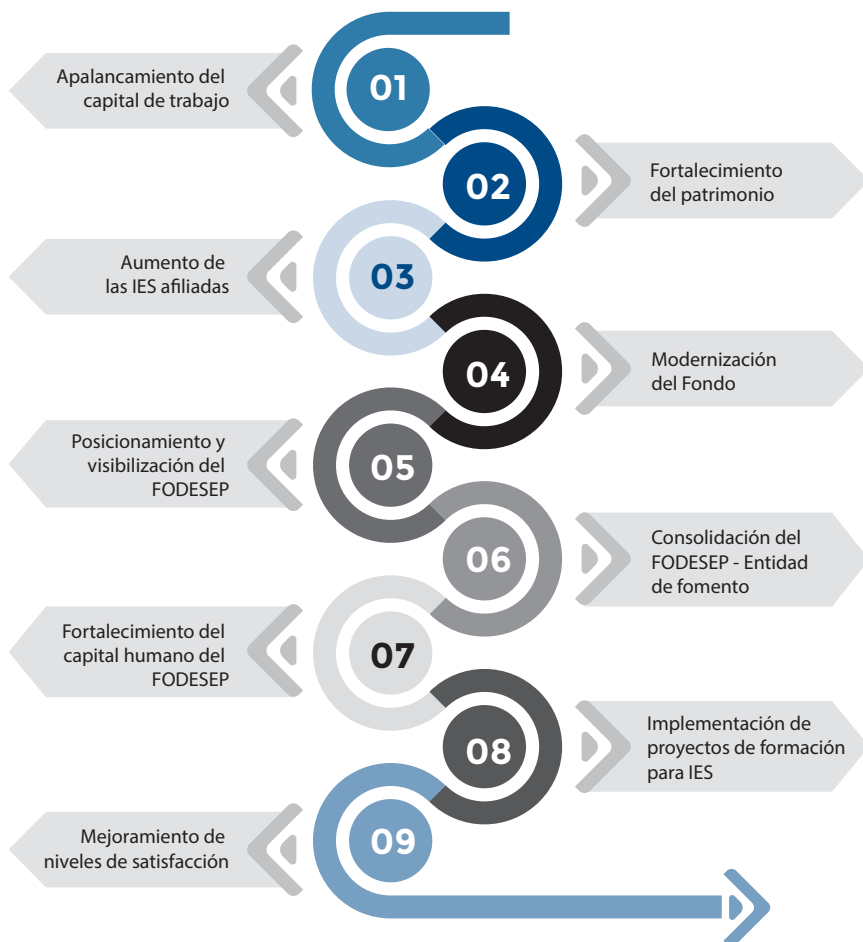 01
Apalancamiento del
capital de trabajo
02
Fortalecimiento
del patrimonio
03
Aumento de
las IES afiliadas
04
Modernización
del Fondo
05
Posicionamiento y
visibilización del
FODESEP
06
Consolidación del
FODESEP - Entidad
de fomento
07
Fortalecimiento del
capital humano del
FODESEP
08
Implementación de
proyectos de formación
para IES
09
Mejoramiento de
niveles de satisfacción